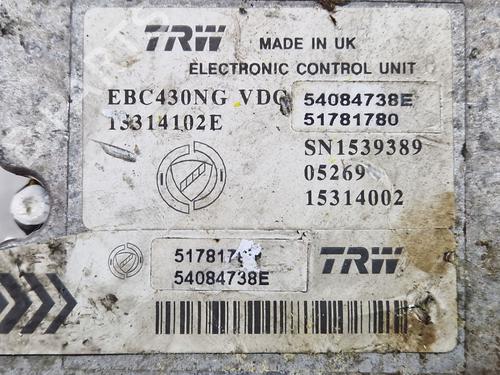 TRW MADE IN UK
ELECTRONIC CONTROL UNIT
EBC430NG VDC 54084738E
15314102E 51781780
SN1539389
05269
15314002
54084738E
TRW